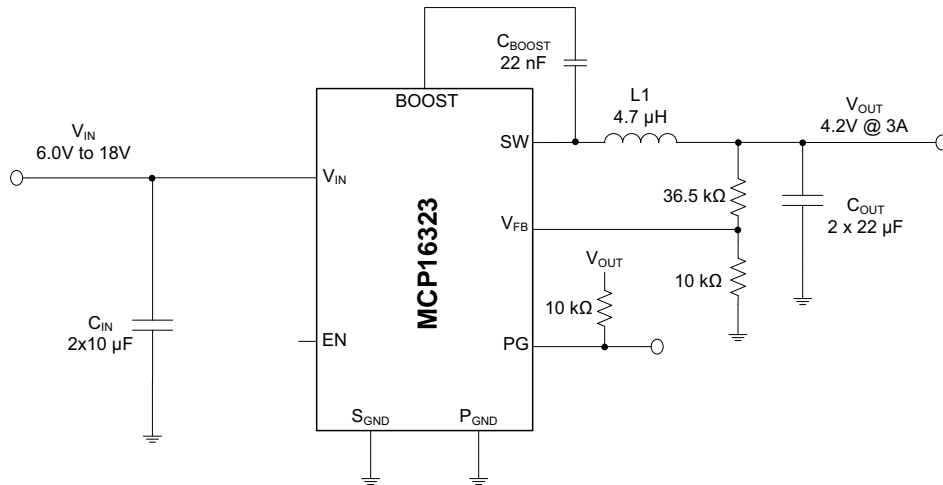 C_BOOST
22 nF
BOOST
L1
4.7 µH
V_OUT
4.2V @ 3A
V_IN
6.0V to 18V
SW
V_IN
36.5 kΩ
C_OUT
2 x 22 µF
V_FB
MCP16323
V_OUT
10 kΩ
10 kΩ
C_IN
2x10 µF
EN
PG
S_GND
P_GND